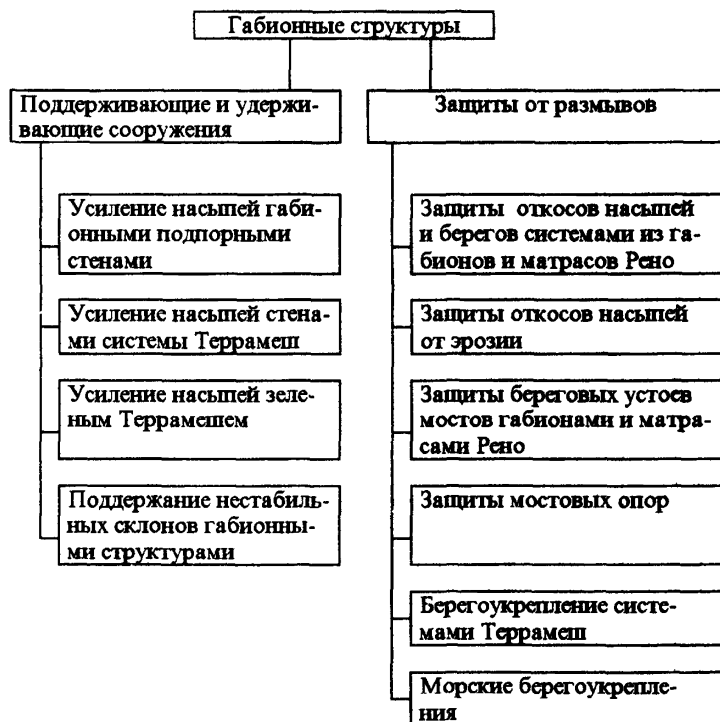 Габионные структуры
Поддерживающие и удержи-
вающие сооружения
Усиление насыпей габи-
онными подпорными
стенами
Усиление насыпей стена-
ми системы Террамеш
Усиление насыпей зеле-
ным Террамешем
Поддержание нестабиль-
ных склонов габионны-
ми структурами
Защиты от размывов
Защиты откосов насыпей
и берегов системами из га-
бионов и матрасов Рено
Защиты откосов насыпей
от эрозии
Защиты береговых устоев
мостов габионами и матра-
сами Рено
Защиты мостовых опор
Берегоукрепление систе-
мами Террамеш
Морские берегоукрепле-
ния